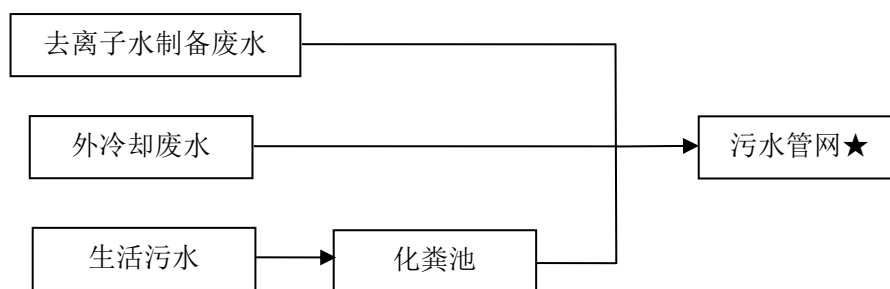 去离子水制备废水
外冷却废水
污水管网★
生活污水
化粪池